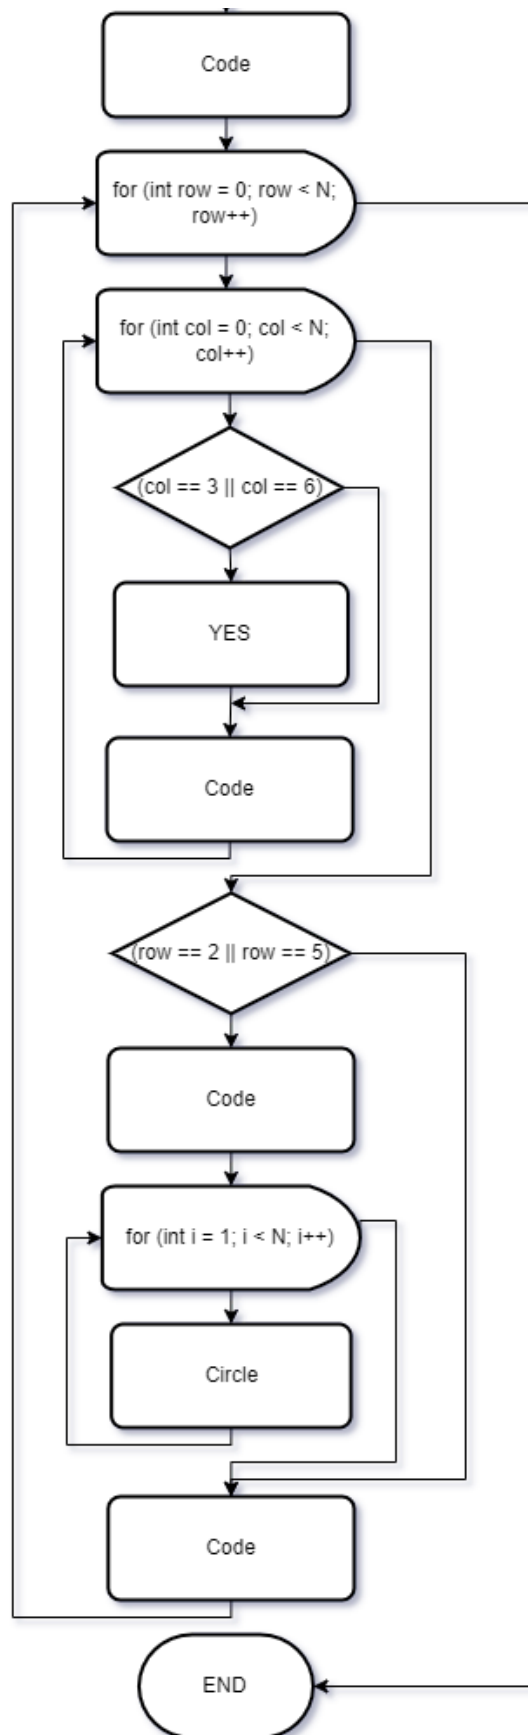 Code
for (int row = 0; row < N;
row++)
for (int col = 0; col < N;
col++)
(col == 3 || col == 6)
YES
Code
(row == 2 || row == 5)
Code
for (int i = 1; i < N; i++)
Circle
Code
END